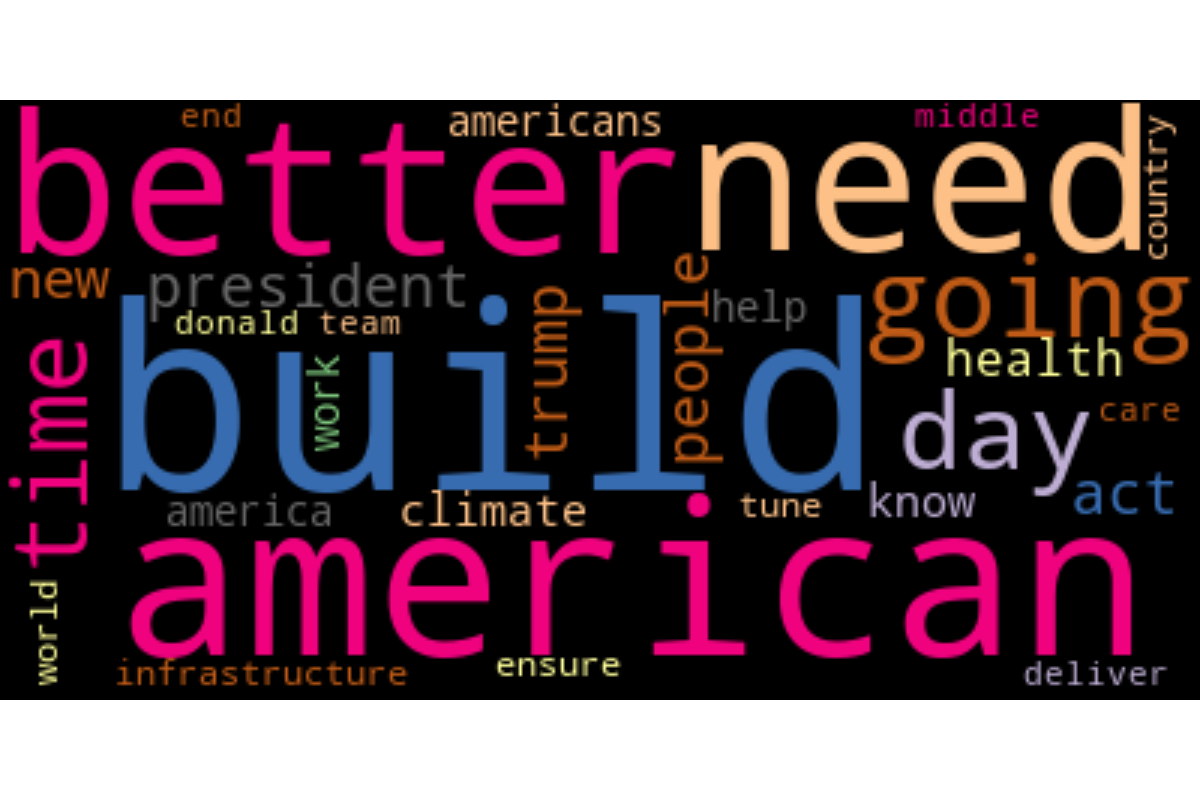 end
americans
middle
better
need
country
new
president
going
donald
team
trump
people
help
build
health
time
work
day
care
america
climate
tune
know
act
american
world
infrastructure
ensure
deliver